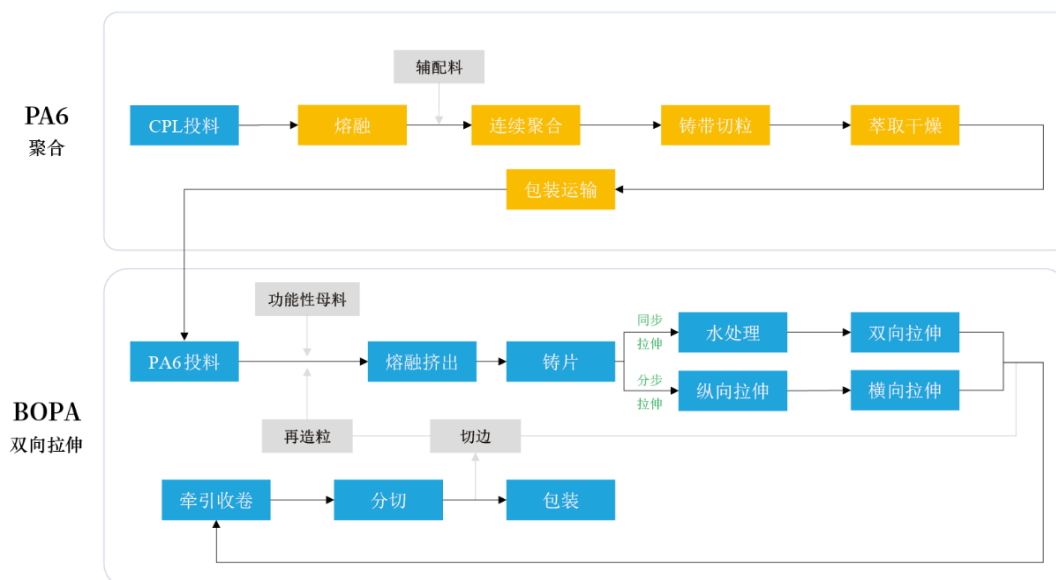 PA6
聚合
辅配料
CPL投料
熔融
连续聚合
铸带切粒
萃取干燥
包装运输
BOPA
双向拉伸
功能性母料
PA6投料
熔融挤出
铸片
同步
拉伸
水处理
双向拉伸
分步
拉伸
纵向拉伸
横向拉伸
再造粒
切边
牵引收卷
分切
包装